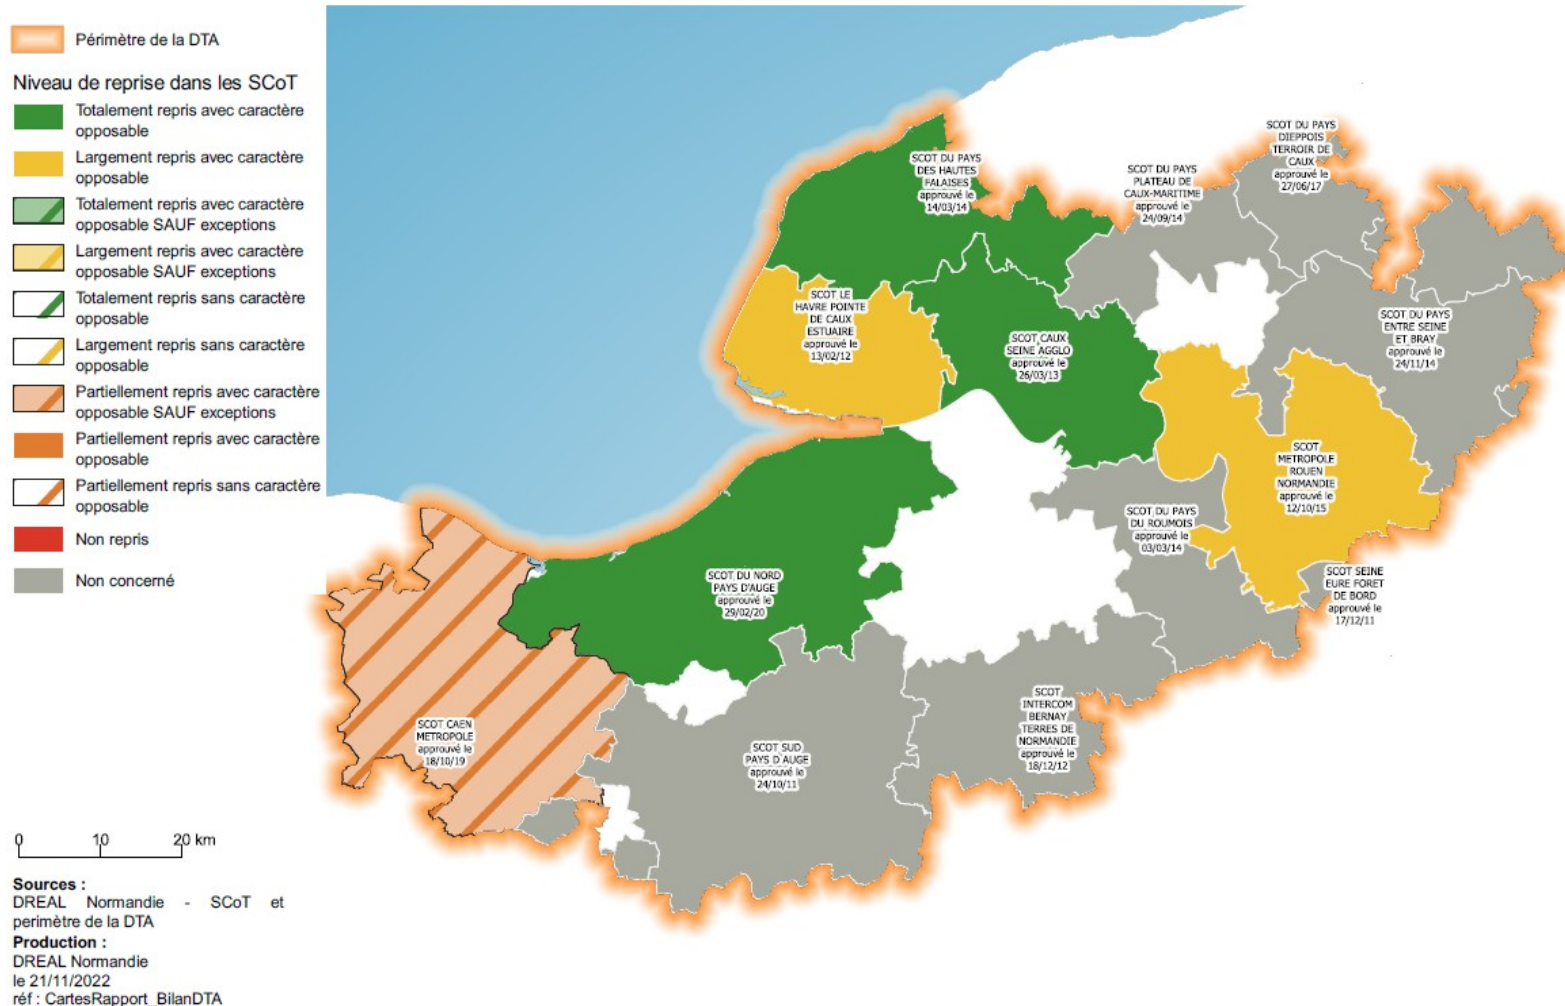 Périmètre de la DTA
Niveau de reprise dans les SCoT
Totalement repris avec caractère
opposable
Largement repris avec caractère
opposable
Totalement repris avec caractère
opposable SAUF exceptions
Largement repris avec caractère
opposable SAUF exceptions
Totalement repris sans caractère
opposable
Largement repris sans caractère
opposable
Partiellement repris avec caractère
opposable SAUF exceptions
Partiellement repris avec caractère
opposable
Partiellement repris sans caractère
opposable
Non repris
Non concerné
0 10 20 km
Sources :
DREAL Normandie - SCoT et
perimètre de la DTA
Production :
DREAL Normandie
le 21/11/2022
réf : CartesRapport_BilanDTA
SCOT DU PAYS
DES HAUTES
FALAISES
approuvé le
14/03/14
SCOT DU PAYS
PLATEAU DE
CAUX-MARITIME
approuvé le
24/09/14
SCOT DU PAYS
DIEPPOIS
TERROIR DE
CAUX
approuvé le
27/06/17
SCOT LE
HAVRE POINTE
DE CAUX
ESTUAIRE
approuvé le
13/02/12
SCOT CAUX
SEINE AGGLO
approuvé le
26/03/13
SCOT DU PAYS
ENTRE SEINE
ET BRAY
approuvé le
24/11/14
SCOT
METROPOLE
ROUEN
NORMANDIE
approuvé le
12/10/15
SCOT DU PAYS
DU ROUMOIS
approuvé le
03/03/14
SCOT SEINE
EURE FORET
DE BORD
approuvé le
17/12/11
SCOT DU NORD
PAYS D'AUGE
approuvé le
29/02/20
SCOT CAEN
METROPOLE
approuvé le
18/10/19
SCOT SUD
PAYS D'AUGE
approuvé le
24/10/11
SCOT
INTERCOM
BERNAY
TERRES DE
NORMANDIE
approuvé le
18/12/12